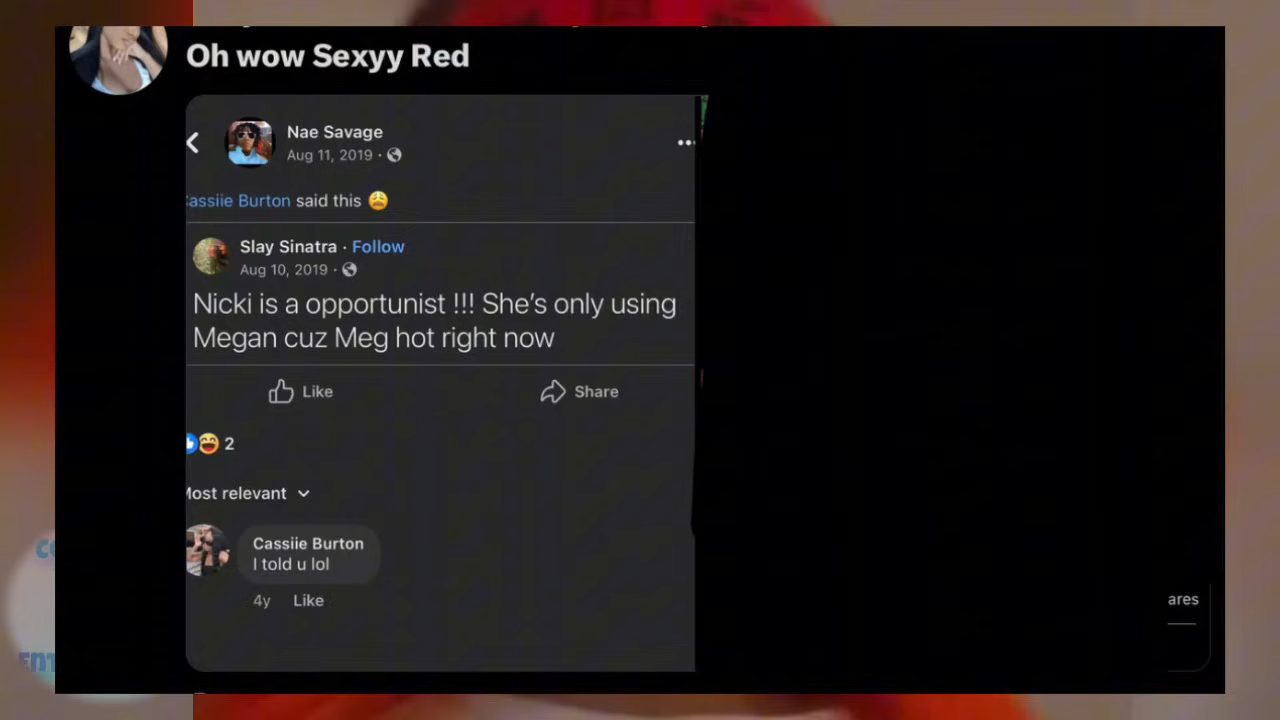 Oh wow Sexyy Red
Nae Savage
Aug 11, 2019 ·
assiie Burton said this 😩
Slay Sinatra · Follow
Aug 10, 2019 ·
Nicki is a opportunist !!! She's only using
Megan cuz Meg hot right now
Like Share
2
Most relevant
Cassiie Burton
I told u lol
4y Like
ares